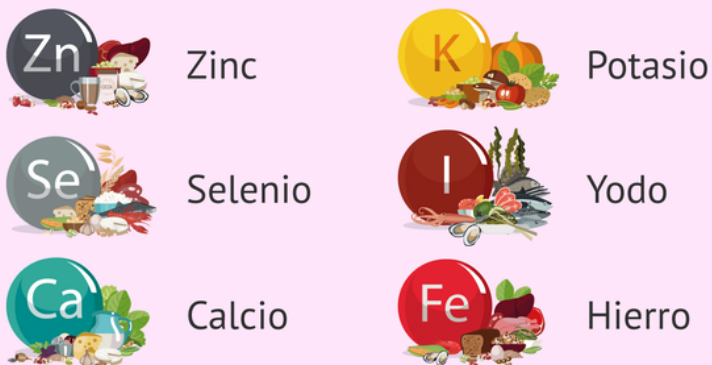 Zn Zinc
K Potasio
Se Selenio
I Yodo
Ca Calcio
Fe Hierro